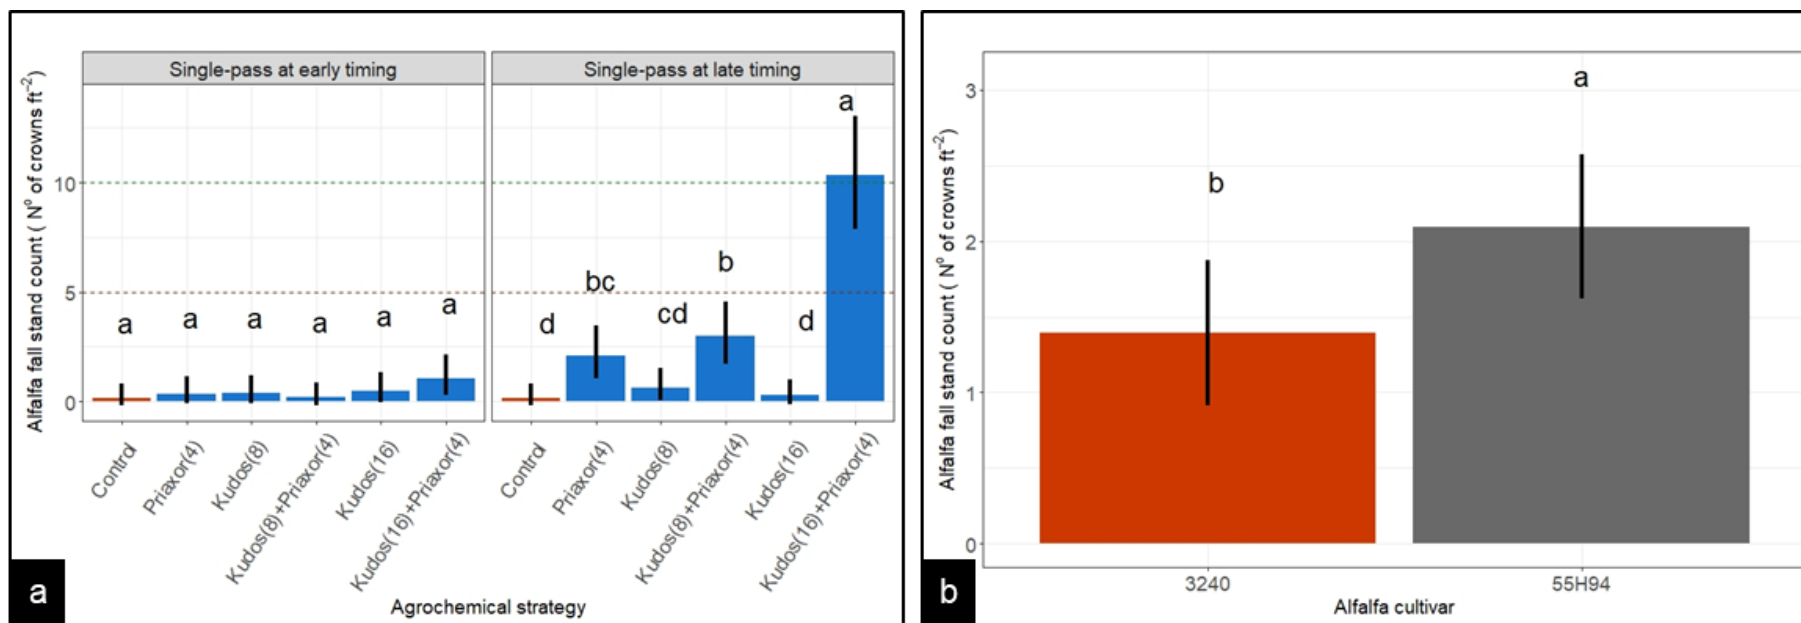 Single-pass at early timing
Single-pass at late timing
Alfalfa fall stand count ( Nº of crowns ft⁻²)
10
5
0
a
a
a
a
a
a
d
bc
cd
b
d
a
Control
Priaxor(4)
Kudos(8)
Kudos(8)+Priaxor(4)
Kudos(16)
Kudos(16)+Priaxor(4)
Control
Priaxor(4)
Kudos(8)
Kudos(8)+Priaxor(4)
Kudos(16)
Kudos(16)+Priaxor(4)
Agrochemical strategy
a
Alfalfa fall stand count ( Nº of crowns ft⁻²)
3
2
1
0
b
a
3240
55H94
Alfalfa cultivar
b